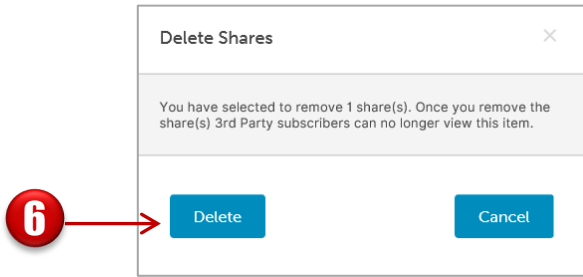 Delete Shares
You have selected to remove 1 share(s). Once you remove the
share(s) 3rd Party subscribers can no longer view this item.
6
Delete
Cancel